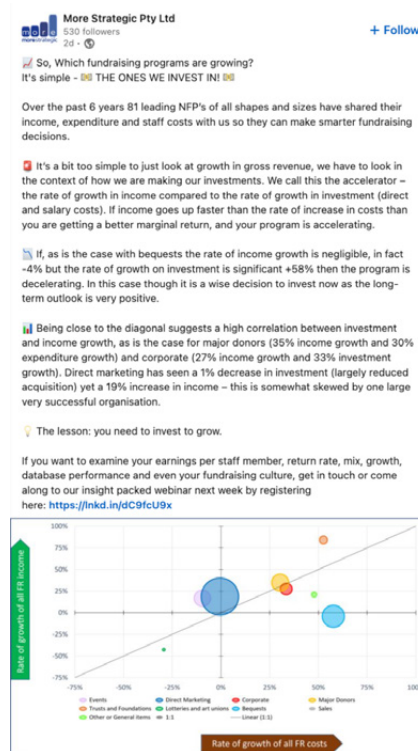 More Strategic Pty Ltd
530 followers
2d •
+ Follow
more
morestrategic
📈 So, Which fundraising programs are growing?
It's simple - 🎫 THE ONES WE INVEST IN! 🎫
Over the past 6 years 81 leading NFP's of all shapes and sizes have shared their
income, expenditure and staff costs with us so they can make smarter fundraising
decisions.
🚨 It's a bit too simple to just look at growth in gross revenue, we have to look in
the context of how we are making our investments. We call this the accelerator –
the rate of growth in income compared to the rate of growth in investment (direct
and salary costs). If income goes up faster than the rate of increase in costs than
you are getting a better marginal return, and your program is accelerating.
📉 If, as is the case with bequests the rate of income growth is negligible, in fact
-4% but the rate of growth on investment is significant +58% then the program is
decelerating. In this case though it is a wise decision to invest now as the long-
term outlook is very positive.
📊 Being close to the diagonal suggests a high correlation between investment
and income growth, as is the case for major donors (35% income growth and 30%
expenditure growth) and corporate (27% income growth and 33% investment
growth). Direct marketing has seen a 1% decrease in investment (largely reduced
acquisition) yet a 19% increase in income – this is somewhat skewed by one large
very successful organisation.
💡 The lesson: you need to invest to grow.
If you want to examine your earnings per staff member, return rate, mix, growth,
database performance and even your fundraising culture, get in touch or come
along to our insight packed webinar next week by registering
here: https://lnkd.in/dC9fcU9x
Rate of growth of all FR income
100%
75%
50%
25%
0%
-25%
-50%
-75%
-75% -50% -25% 0% 25% 50% 75% 100
Events Direct Marketing Corporate Major Donors
Trusts and Foundations Lotteries and art unions Bequests Sales
Other or General items 1:1 Linear (1:1)
Rate of growth of all FR costs